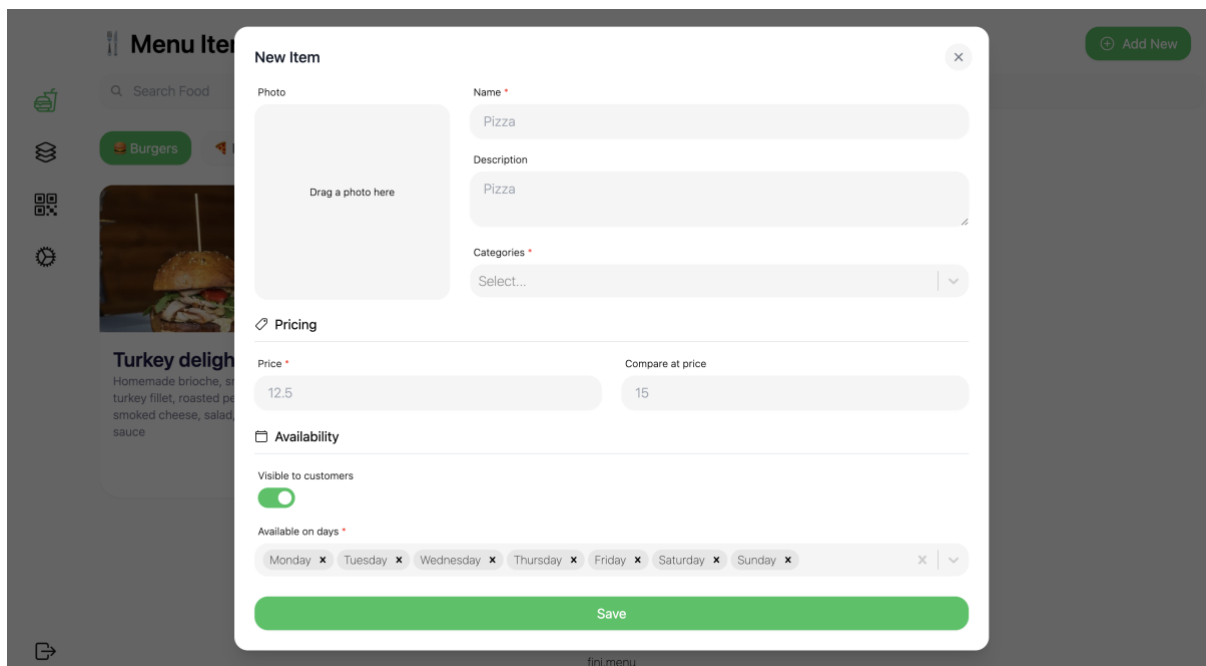 Menu Iter
Add New
Search Food
Burgers
Turkey deligh
Homemade brioche, sr
turkey fillet, roasted pe
smoked cheese, salad,
sauce
New Item
Photo
Drag a photo here
Name *
Pizza
Description
Pizza
Categories *
Select...
Pricing
Price *
12.5
Compare at price
15
Availability
Visible to customers
Available on days *
Monday × Tuesday × Wednesday × Thursday × Friday × Saturday × Sunday ×
Save
fini.menu